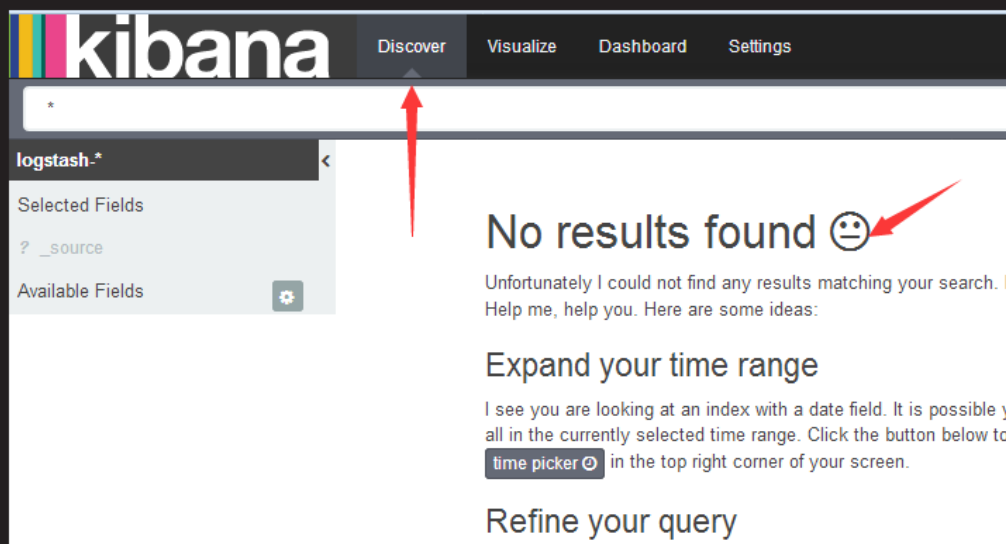 kibana Discover Visualize Dashboard Settings
*
logstash-*
Selected Fields
? _source
Available Fields
No results found
Unfortunately I could not find any results matching your search.
Help me, help you. Here are some ideas:
Expand your time range
I see you are looking at an index with a date field. It is possible
all in the currently selected time range. Click the button below to
time picker in the top right corner of your screen.
Refine your query